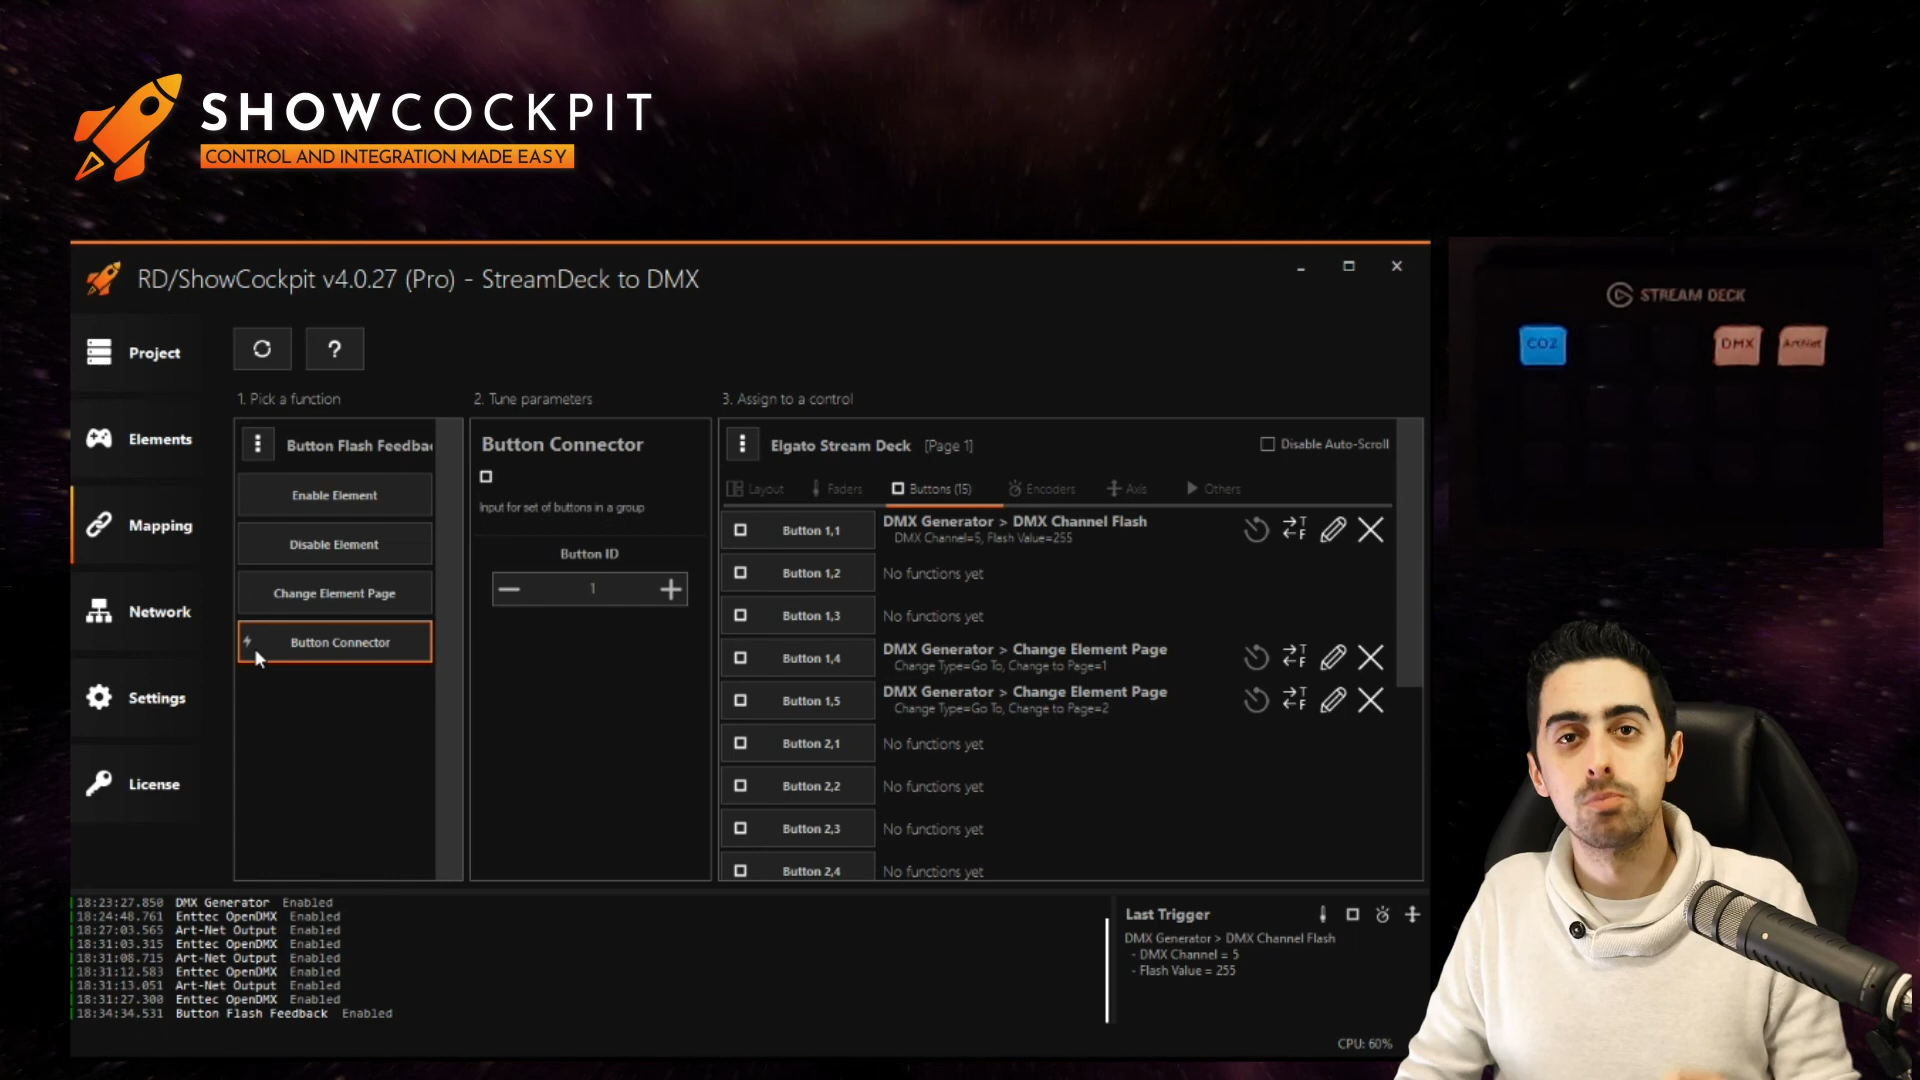 SHOWCOCKPIT
CONTROL AND INTEGRATION MADE EASY
RD/ShowCockpit v4.0.27 (Pro) - StreamDeck to DMX
Project
Elements
Mapping
Network
Settings
License
?
1. Pick a function
Button Flash Feedbac
Enable Element
Disable Element
Change Element Page
Button Connector
2. Tune parameters
Button Connector
Input for set of buttons in a group
Button ID
1
3. Assign to a control
Elgato Stream Deck [Page 1]
Disable Auto-Scroll
Layout Faders Buttons (15) Encoders Axis Others
Button 1,1 DMX Generator > DMX Channel Flash
DMX Channel=5, Flash Value=255
Button 1,2 No functions yet
Button 1,3 No functions yet
Button 1,4 DMX Generator > Change Element Page
Change Type=Go To, Change to Page=1
Button 1,5 DMX Generator > Change Element Page
Change Type=Go To, Change to Page=2
Button 2,1 No functions yet
Button 2,2 No functions yet
Button 2,3 No functions yet
Button 2,4 No functions yet
18:23:27.850 DMX Generator Enabled
18:24:48.761 Enttec OpenDMX Enabled
18:27:03.565 Art-Net Output Enabled
18:31:03.315 Enttec OpenDMX Enabled
18:31:08.715 Art-Net Output Enabled
18:31:12.583 Enttec OpenDMX Enabled
18:31:13.051 Art-Net Output Enabled
18:31:27.300 Enttec OpenDMX Enabled
18:34:34.531 Button Flash Feedback Enabled
Last Trigger
DMX Generator > DMX Channel Flash
- DMX Channel = 5
- Flash Value = 255
CPU: 60%
STREAM DECK
CO2
DMX
ArtNet